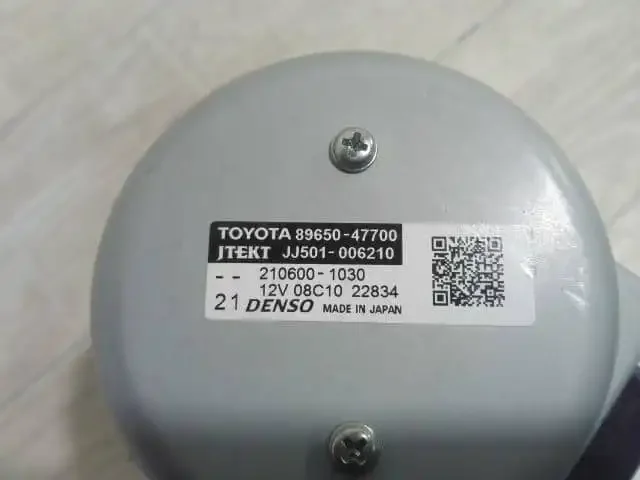 TOYOTA 89650-47700
JTEKT JJ501-006210
-- 210600-1030
12V 08C10 22834
21 DENSO MADE IN JAPAN